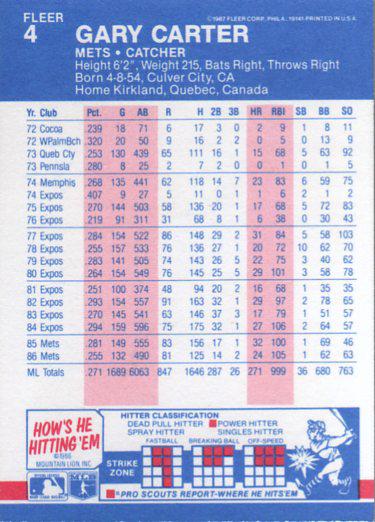 FLEER
©1987 FLEER CORP., PHILA., 19141-PRINTED IN U.S.A.
4 GARY CARTER
METS • CATCHER
Height 6'2", Weight 215, Bats Right, Throws Right
Born 4-8-54, Culver City, CA
Home Kirkland, Quebec, Canada
Yr. Club Pct. G AB R H 2B 3B HR RBI SB BB SO
72 Cocoa .239 18 71 6 17 3 0 2 9 1 8 11
72 WPalmBch .320 20 50 9 16 2 2 0 5 0 13 9
73 Queb Cty .253 130 439 65 111 16 1 15 68 5 63 92
73 Pennsla .280 8 25 2 7 2 0 0 1 0 1 5
74 Memphis .268 135 441 62 118 14 7 23 83 6 59 75
74 Expos .407 9 27 5 11 0 1 1 6 2 1 2
75 Expos .270 144 503 58 136 20 1 17 68 5 72 83
76 Expos .219 91 311 31 68 8 1 6 38 0 30 43
77 Expos .284 154 522 86 148 29 2 31 84 5 58 103
78 Expos .255 157 533 76 136 27 1 20 72 10 62 70
79 Expos .283 141 505 74 143 26 5 22 75 3 40 62
80 Expos .264 154 549 76 145 25 5 29 101 3 58 78
81 Expos .251 100 374 48 94 20 2 16 68 1 35 35
82 Expos .293 154 557 91 163 32 1 29 97 2 78 65
83 Expos .270 145 541 63 146 37 3 17 79 1 51 57
84 Expos .294 159 596 75 175 32 1 27 106 2 64 57
85 Mets .281 149 555 83 156 17 1 32 100 1 69 46
86 Mets .255 132 490 81 125 14 2 24 105 1 62 63
ML Totals .271 1689 6063 847 1646 287 26 271 999 36 680 763
HOW'S HE
HITTING 'EM
©1986
MOUNTAIN LION, INC
HITTER CLASSIFICATION
DEAD PULL HITTER POWER HITTER
SPRAY HITTER SINGLES HITTER
FASTBALL BREAKING BALL OFF-SPEED
STRIKE
ZONE
PRO SCOUTS REPORT-WHERE HE HITS'EM